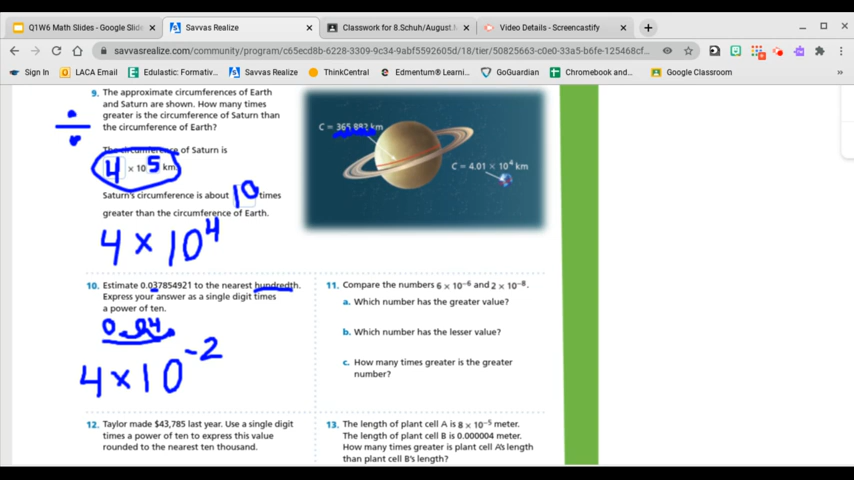 Q1W6 Math Slides - Google Slide
Savvas Realize
Classwork for 8.Schuh/August
Video Details - Screencastify
savvasrealize.com/community/program/c65ecd8b-6228-3309-9c34-9abf5592605d/18/tier/50825663-c0e0-33a5-b6fe-125468cf...
Sign In
LACA Email
Edulastic: Formativ...
Savvas Realize
ThinkCentral
Edmentum® Learni...
GoGuardian
Chromebook and...
Google Classroom
9. The approximate circumferences of Earth
and Saturn are shown. How many times
greater is the circumference of Saturn than
the circumference of Earth?
÷
The circumference of Saturn is
4 × 10 5 km.
Saturn's circumference is about 10 times
greater than the circumference of Earth.
4 × 10⁴
C = 365,882 km
C = 4.01 × 10⁴ km
10. Estimate 0.037854921 to the nearest hundredth.
Express your answer as a single digit times
a power of ten.
0.04
4 × 10⁻²
11. Compare the numbers 6 × 10⁻⁶ and 2 × 10⁻⁸.
a. Which number has the greater value?
b. Which number has the lesser value?
c. How many times greater is the greater
number?
12. Taylor made $43,785 last year. Use a single digit
times a power of ten to express this value
rounded to the nearest ten thousand.
13. The length of plant cell A is 8 × 10⁻⁵ meter.
The length of plant cell B is 0.000004 meter.
How many times greater is plant cell A's length
than plant cell B's length?